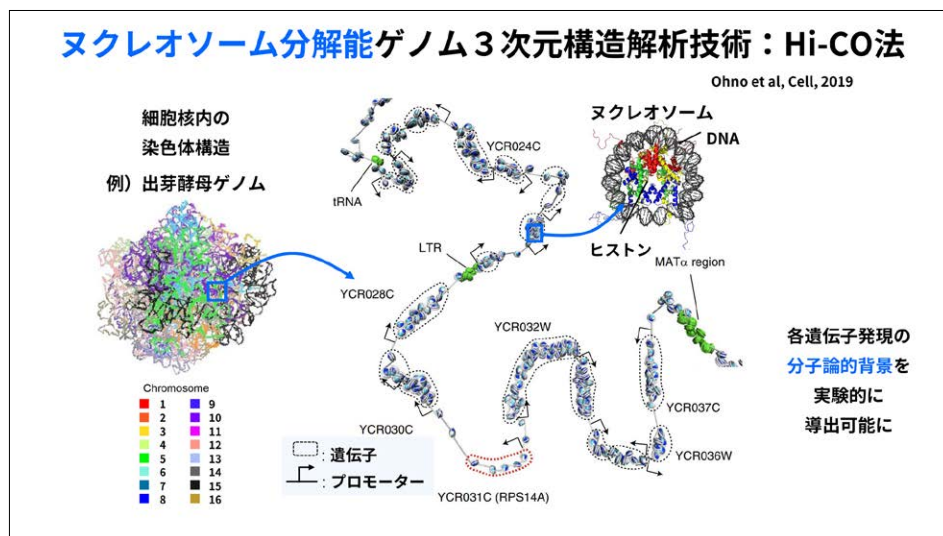 ヌクレオソーム分解能ゲノム３次元構造解析技術：Hi-CO法
Ohno et al, Cell, 2019
細胞核内の
染色体構造
例）出芽酵母ゲノム
Chromosome
1
2
3
4
5
6
7
8
9
10
11
12
13
14
15
16
YCR024C
tRNA
LTR
YCR028C
YCR030C
YCR031C (RPS14A)
YCR032W
YCR036W
YCR037C
MATα region
ヌクレオソーム
DNA
ヒストン
: 遺伝子
: プロモーター
各遺伝子発現の
分子論的背景を
実験的に
導出可能に